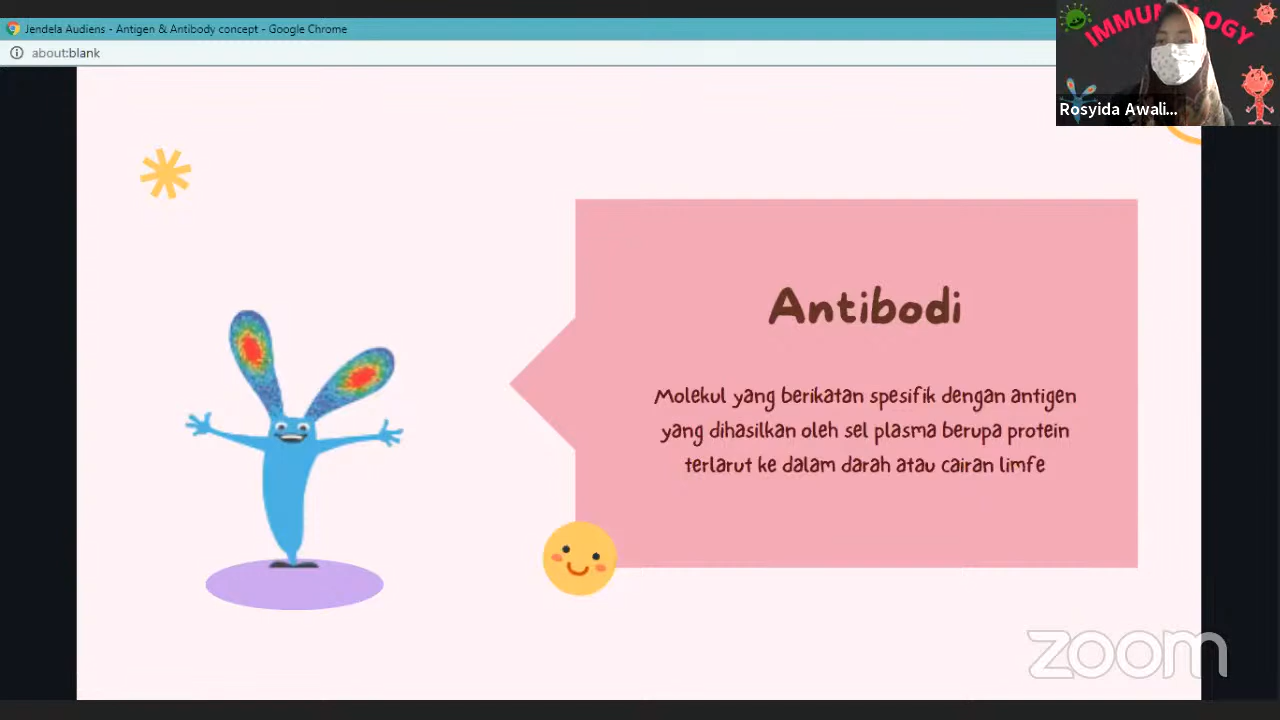 Jendela Audiens - Antigen & Antibody concept - Google Chrome
about:blank
IMMUNOLOGY
Rosyida Awali...
Antibodi
Molekul yang berikatan spesifik dengan antigen
yang dihasilkan oleh sel plasma berupa protein
terlarut ke dalam darah atau cairan limfe
zoom